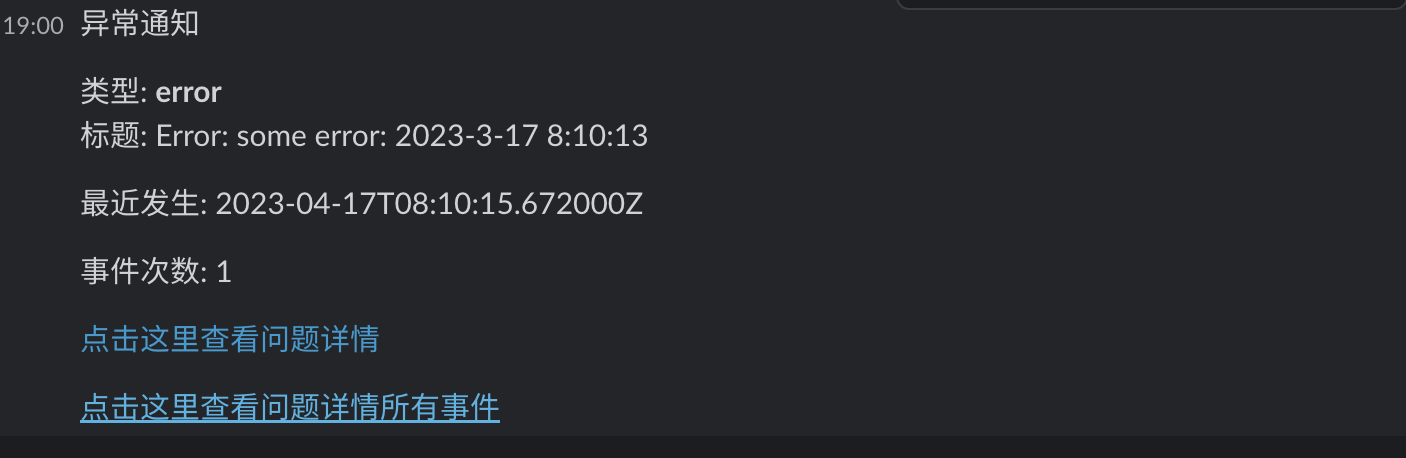 19:00 异常通知
类型: error
标题: Error: some error: 2023-3-17 8:10:13
最近发生: 2023-04-17T08:10:15.672000Z
事件次数: 1
点击这里查看问题详情
点击这里查看问题详情所有事件